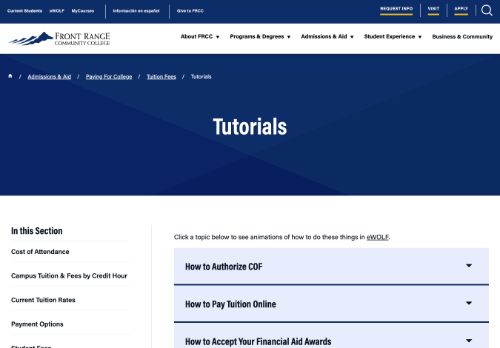 Current Students eWOLF MyCourses Información en español Give to FRCC REQUEST INFO VISIT APPLY
FRONT RANGE
COMMUNITY COLLEGE
About FRCC Programs & Degrees Admissions & Aid Student Experience Business & Community
/ Admissions & Aid / Paying For College / Tuition Fees / Tutorials
Tutorials
In this Section
Cost of Attendance
Campus Tuition & Fees by Credit Hour
Current Tuition Rates
Payment Options
Student Fees
Click a topic below to see animations of how to do these things in eWOLF.
How to Authorize COF
How to Pay Tuition Online
How to Accept Your Financial Aid Awards